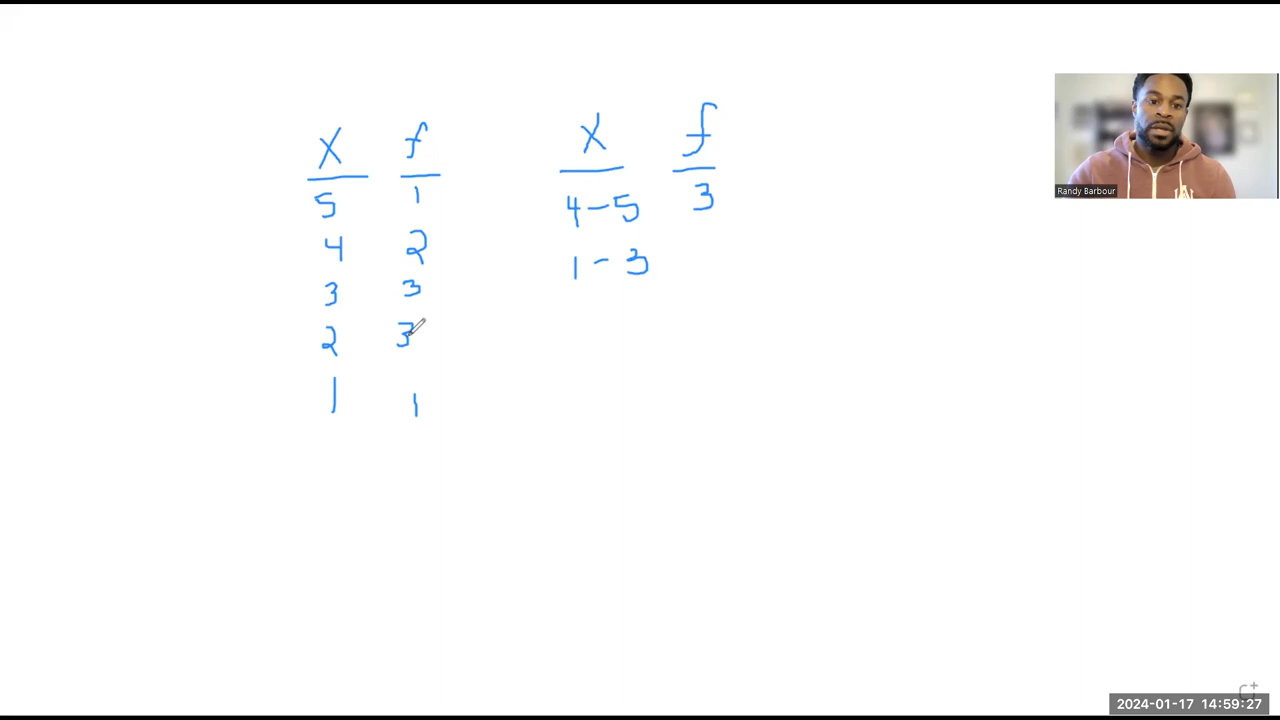 X f
5 1
4 2
3 3
2 3
1 1
X f
4-5 3
1-3
Randy Barbour
2024-01-17 14:59:27